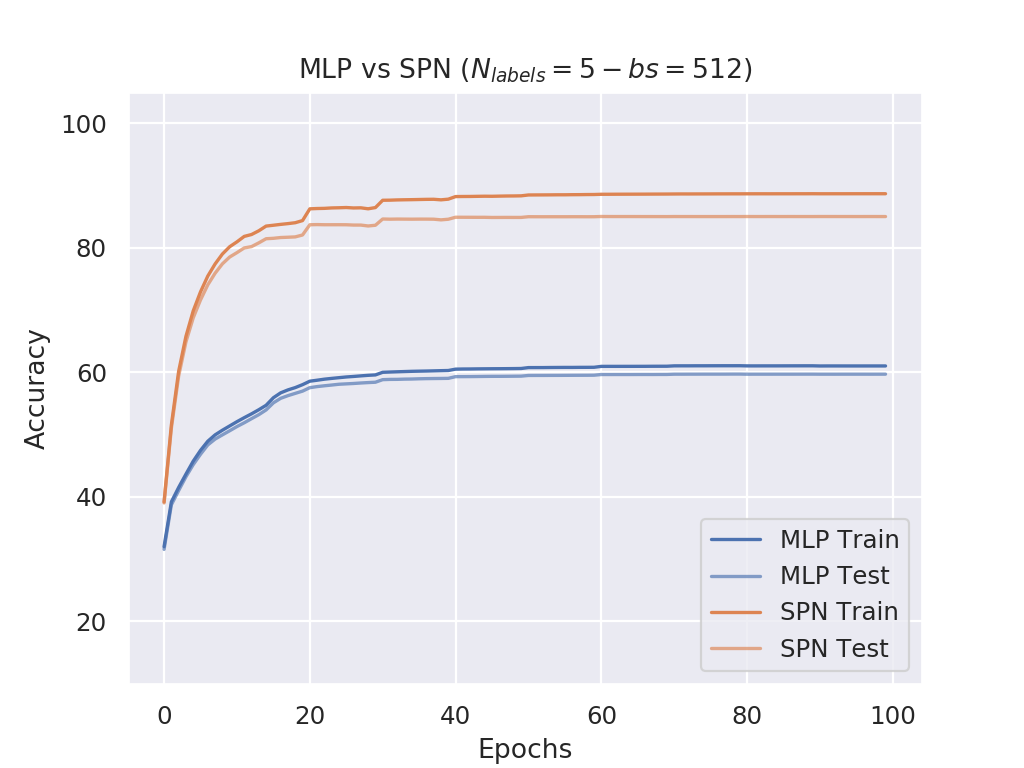 MLP vs SPN (N_labels = 5 − bs = 512)
100
80
60
40
20
Accuracy
0 20 40 60 80 100
Epochs
MLP Train
MLP Test
SPN Train
SPN Test